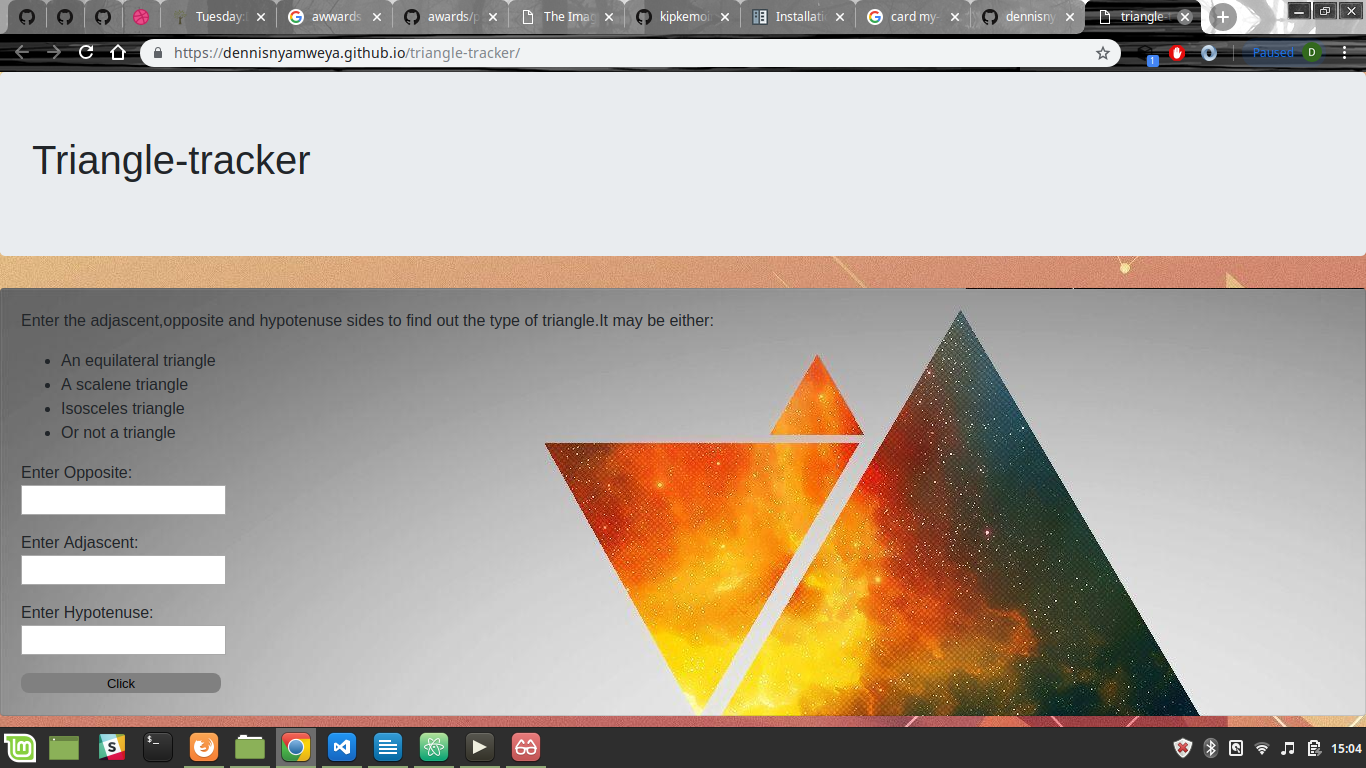 Tuesday:
awwards
awards/p
The Imag
kipkemoi
Installati
card my-
dennisny
triangle-t
https://dennisnyamweya.github.io/triangle-tracker/
1
Paused
D
Triangle-tracker
Enter the adjascent,opposite and hypotenuse sides to find out the type of triangle.It may be either:
• An equilateral triangle
• A scalene triangle
• Isosceles triangle
• Or not a triangle
Enter Opposite:
Enter Adjascent:
Enter Hypotenuse:
Click
15:04